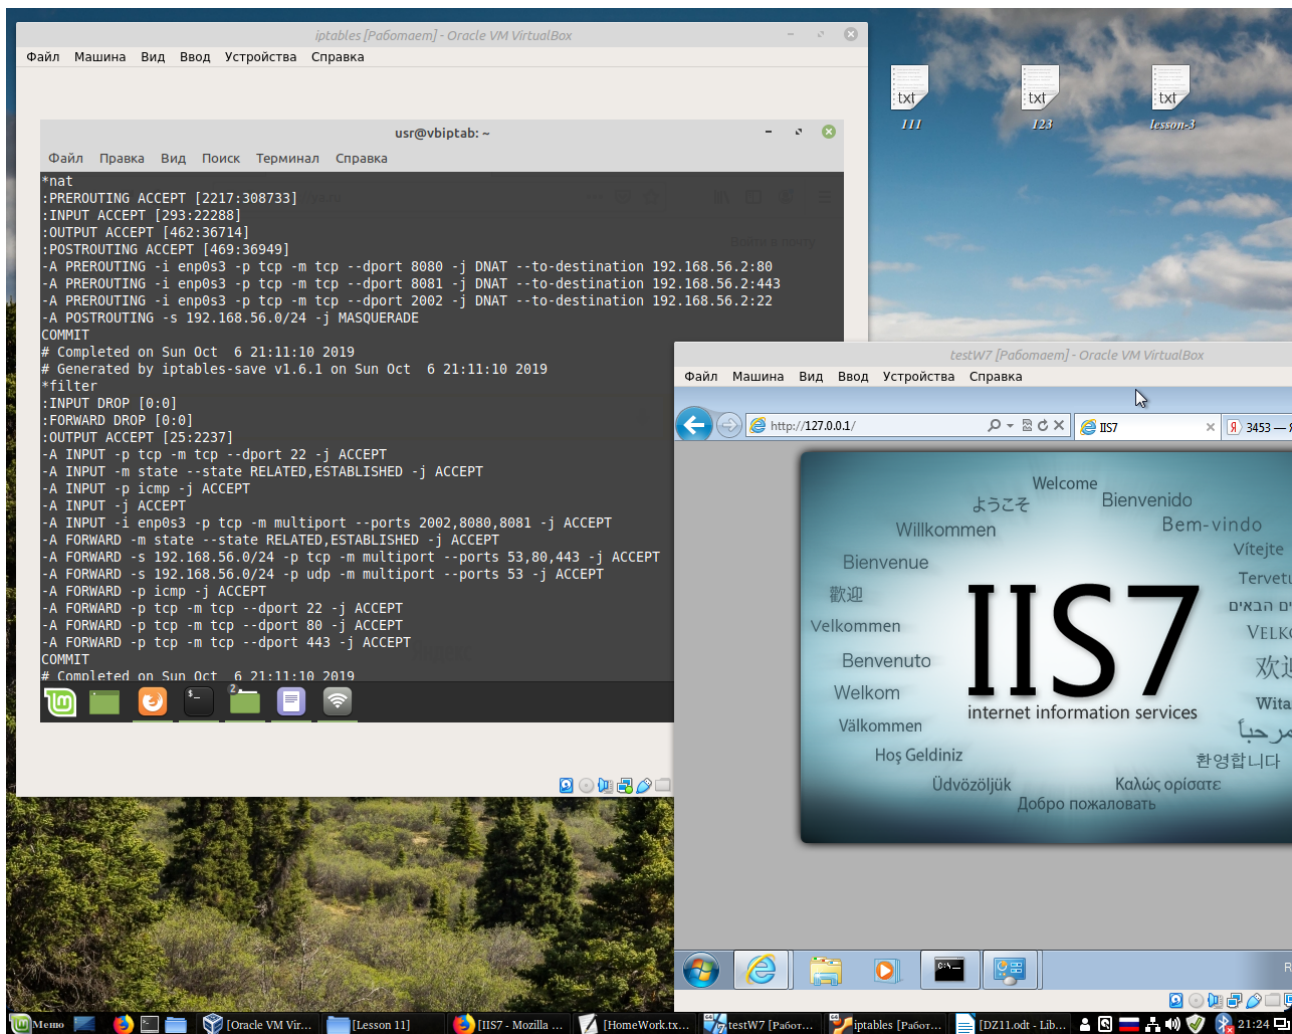 iptables [Работает] - Oracle VM VirtualBox
Файл Машина Вид Ввод Устройства Справка
usr@vbiptab: ~
Файл Правка Вид Поиск Терминал Справка
*nat
:PREROUTING ACCEPT [2217:308733]
:INPUT ACCEPT [293:22288]
:OUTPUT ACCEPT [462:36714]
:POSTROUTING ACCEPT [469:36949]
-A PREROUTING -i enp0s3 -p tcp -m tcp --dport 8080 -j DNAT --to-destination 192.168.56.2:80
-A PREROUTING -i enp0s3 -p tcp -m tcp --dport 8081 -j DNAT --to-destination 192.168.56.2:443
-A PREROUTING -i enp0s3 -p tcp -m tcp --dport 2002 -j DNAT --to-destination 192.168.56.2:22
-A POSTROUTING -s 192.168.56.0/24 -j MASQUERADE
COMMIT
# Completed on Sun Oct  6 21:11:10 2019
# Generated by iptables-save v1.6.1 on Sun Oct  6 21:11:10 2019
*filter
:INPUT DROP [0:0]
:FORWARD DROP [0:0]
:OUTPUT ACCEPT [25:2237]
-A INPUT -p tcp -m tcp --dport 22 -j ACCEPT
-A INPUT -m state --state RELATED,ESTABLISHED -j ACCEPT
-A INPUT -p icmp -j ACCEPT
-A INPUT -j ACCEPT
-A INPUT -i enp0s3 -p tcp -m multiport --ports 2002,8080,8081 -j ACCEPT
-A FORWARD -m state --state RELATED,ESTABLISHED -j ACCEPT
-A FORWARD -s 192.168.56.0/24 -p tcp -m multiport --ports 53,80,443 -j ACCEPT
-A FORWARD -s 192.168.56.0/24 -p udp -m multiport --ports 53 -j ACCEPT
-A FORWARD -p icmp -j ACCEPT
-A FORWARD -p tcp -m tcp --dport 22 -j ACCEPT
-A FORWARD -p tcp -m tcp --dport 80 -j ACCEPT
-A FORWARD -p tcp -m tcp --dport 443 -j ACCEPT
COMMIT
# Completed on Sun Oct  6 21:11:10 2019
2
txt txt txt
111 123 lesson-3
testW7 [Работает] - Oracle VM VirtualBox
Файл Машина Вид Ввод Устройства Справка
http://127.0.0.1/ IIS7 3453 —
Welcome
ようこそ Bienvenido
Willkommen Bem-vindo
Bienvenue Vítejte
歡迎
Velkommen
Benvenuto
Welkom
Välkommen
Hoş Geldiniz 환영합니다
Üdvözöljük Καλώς ορίσατε
Добро пожаловать
IIS7
internet information services
Меню [Oracle VM Vir... [Lesson 11] [IIS7 - Mozilla ... [HomeWork.tx... testW7 [Работ... iptables [Работ... [DZ11.odt - Lib... 21:24